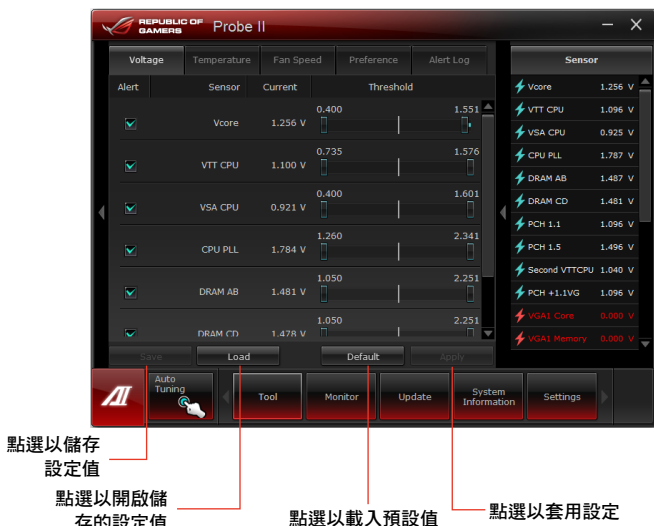 REPUBLIC OF GAMERS Probe II
Voltage Temperature Fan Speed Preference Alert Log
Alert Sensor Current Threshold
Vcore 1.256 V 0.400 1.551
VTT CPU 1.100 V 0.735 1.576
VSA CPU 0.921 V 0.400 1.601
CPU PLL 1.784 V 1.260 2.341
DRAM AB 1.481 V 1.050 2.251
DRAM CD 1.478 V 1.050 2.251
Save Load Default Apply
Sensor
Vcore 1.256 V
VTT CPU 1.096 V
VSA CPU 0.925 V
CPU PLL 1.787 V
DRAM AB 1.487 V
DRAM CD 1.481 V
PCH 1.1 1.096 V
PCH 1.5 1.496 V
Second VTTCPU 1.040 V
PCH +1.1VG 1.096 V
VGA1 Core 0.000 V
VGA1 Memory 0.000 V
Auto Tuning
Tool Monitor Update System Information Settings
點選以儲存
設定值
點選以開啟儲
存的設定值
點選以載入預設值
點選以套用設定